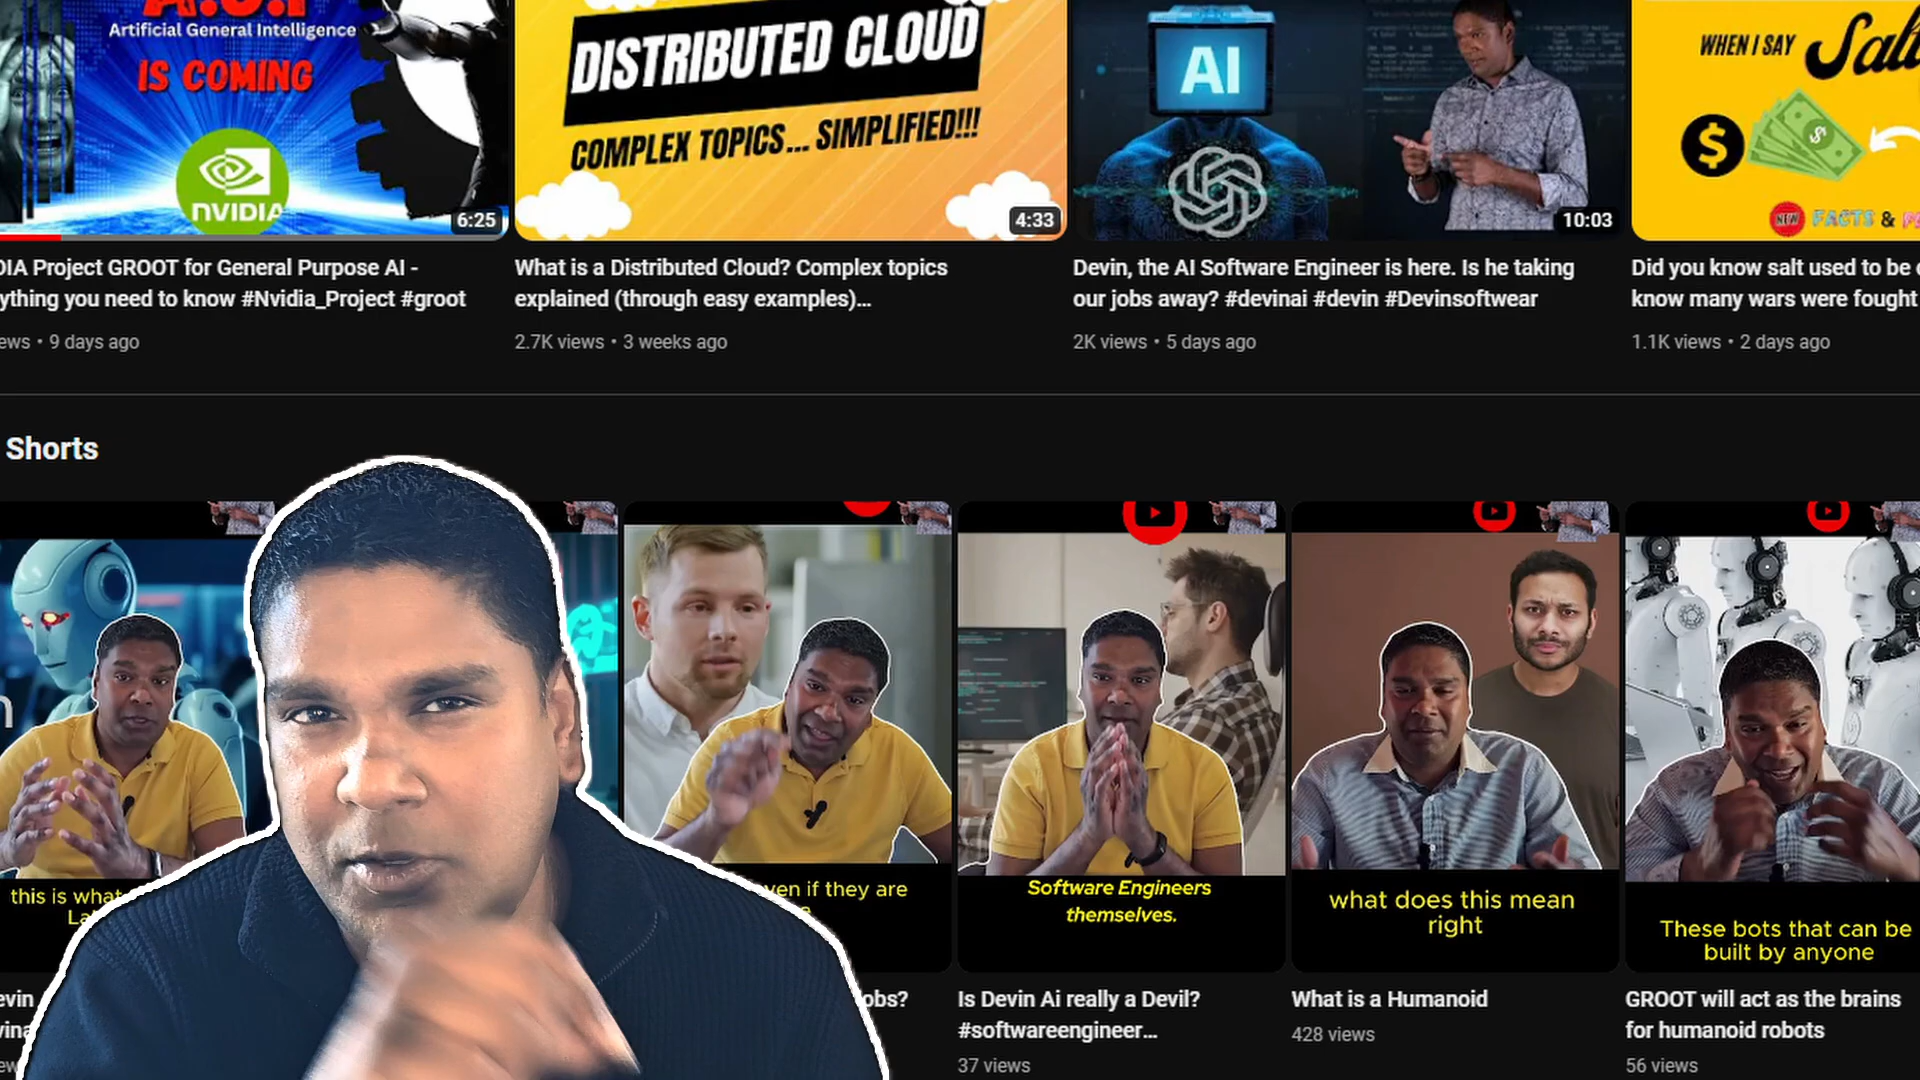 A.G.I
Artificial General Intelligence
IS COMING
NVIDIA
6:25
DISTRIBUTED CLOUD
COMPLEX TOPICS... SIMPLIFIED!!!
4:33
AI
10:03
WHEN I SAY
$
$
NEW FACTS &
DIA Project GROOT for General Purpose AI -
ything you need to know #Nvidia_Project #groot
ews • 9 days ago
What is a Distributed Cloud? Complex topics
explained (through easy examples)...
2.7K views • 3 weeks ago
Devin, the AI Software Engineer is here. Is he taking
our jobs away? #devinai #devin #Devinsoftwear
2K views • 5 days ago
Did you know salt used to be
know many wars were fought
1.1K views • 2 days ago
Shorts
this is what
ven if they are
Software Engineers
themselves.
what does this mean
right
These bots that can be
built by anyone
evin
obs?
Is Devin Ai really a Devil?
#softwareengineer...
37 views
What is a Humanoid
428 views
GROOT will act as the brains
for humanoid robots
56 views